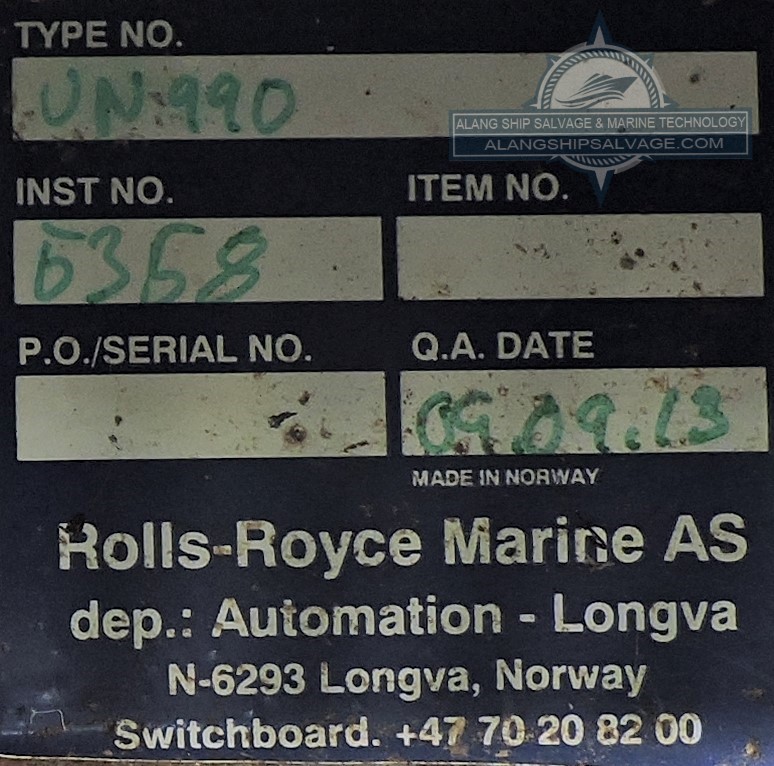 TYPE NO.
UN 990
ALANG SHIP SALVAGE & MARINE TECHNOLOGY
ALANGSHIPSALVAGE.COM
INST NO. ITEM NO.
5358
P.O./SERIAL NO. Q.A. DATE
09.09.13
MADE IN NORWAY
Rolls-Royce Marine AS
dep.: Automation - Longva
N-6293 Longva, Norway
Switchboard. +47 70 20 82 00